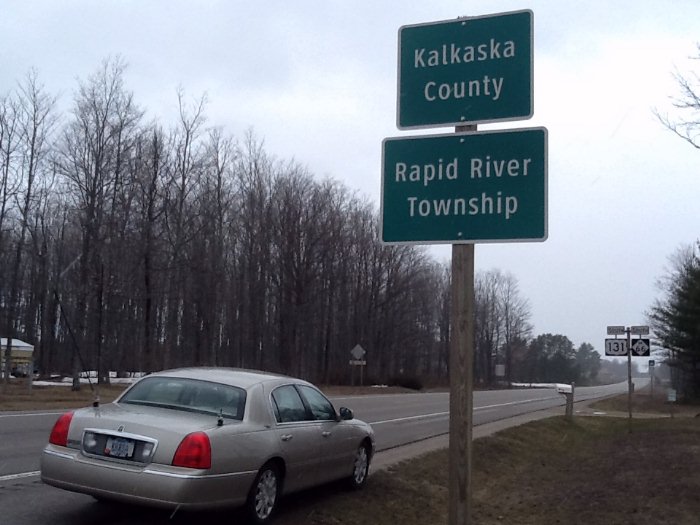 Kalkaska
County
Rapid River
Township
131